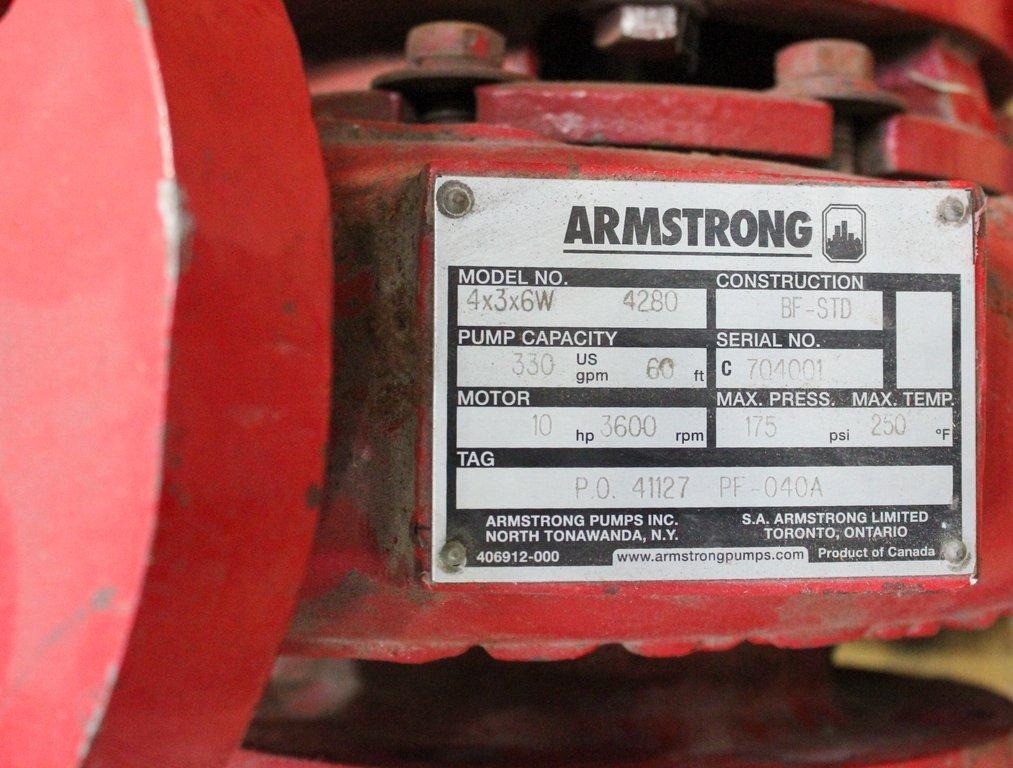 ARMSTRONG
MODEL NO. CONSTRUCTION
4x3x6W 4280 BF-STD
PUMP CAPACITY SERIAL NO.
330 US gpm 60 ft C 704001
MOTOR MAX. PRESS. MAX. TEMP.
10 hp 3600 rpm 175 psi 250 °F
TAG
P.O. 41127 PF-040A
ARMSTRONG PUMPS INC. S.A. ARMSTRONG LIMITED
NORTH TONAWANDA, N.Y. TORONTO, ONTARIO
406912-000 www.armstrongpumps.com Product of Canada